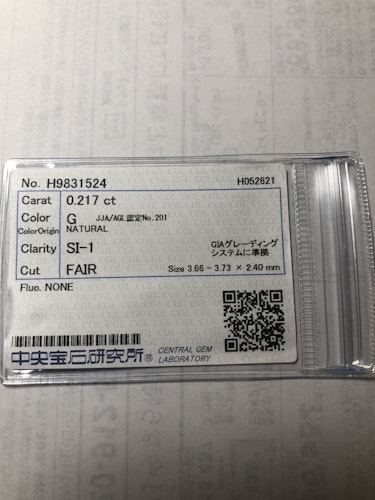 No. H9831524 H052621
Carat 0.217 ct
Color G JJA/AGL認定No.201
ColorOrigin NATURAL
Clarity SI-1 GIAグレーディング
システムに準拠
Cut FAIR Size 3.66 - 3.73 × 2.40 mm
Fluo. NONE
中央宝石研究所® CENTRAL GEM
LABORATORY